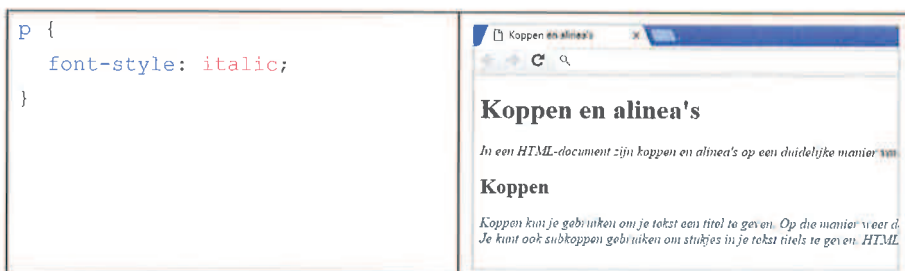 p {
font-style: italic;
}
Koppen en alinea's
Koppen en alinea's
In een HTML-document zijn koppen en alinea's op een duidelijke manier
Koppen
Koppen kun je gebruiken om je tekst een titel te geven. Op die manier weet d
Je kunt ook subkoppen gebruiken om stukjes in je tekst titels te geven. HTML